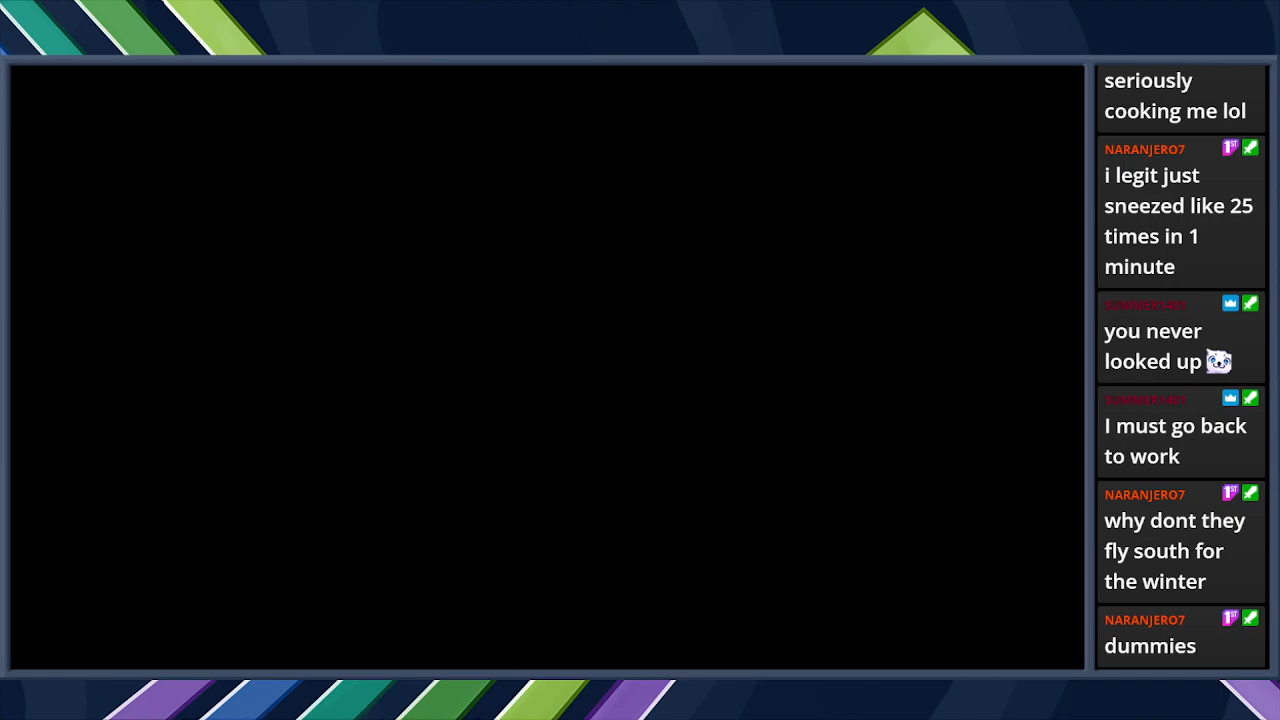 seriously
cooking me lol
NARANJERO7
i legit just
sneezed like 25
times in 1
minute
you never
looked up
I must go back
to work
NARANJERO7
why dont they
fly south for
the winter
NARANJERO7
dummies